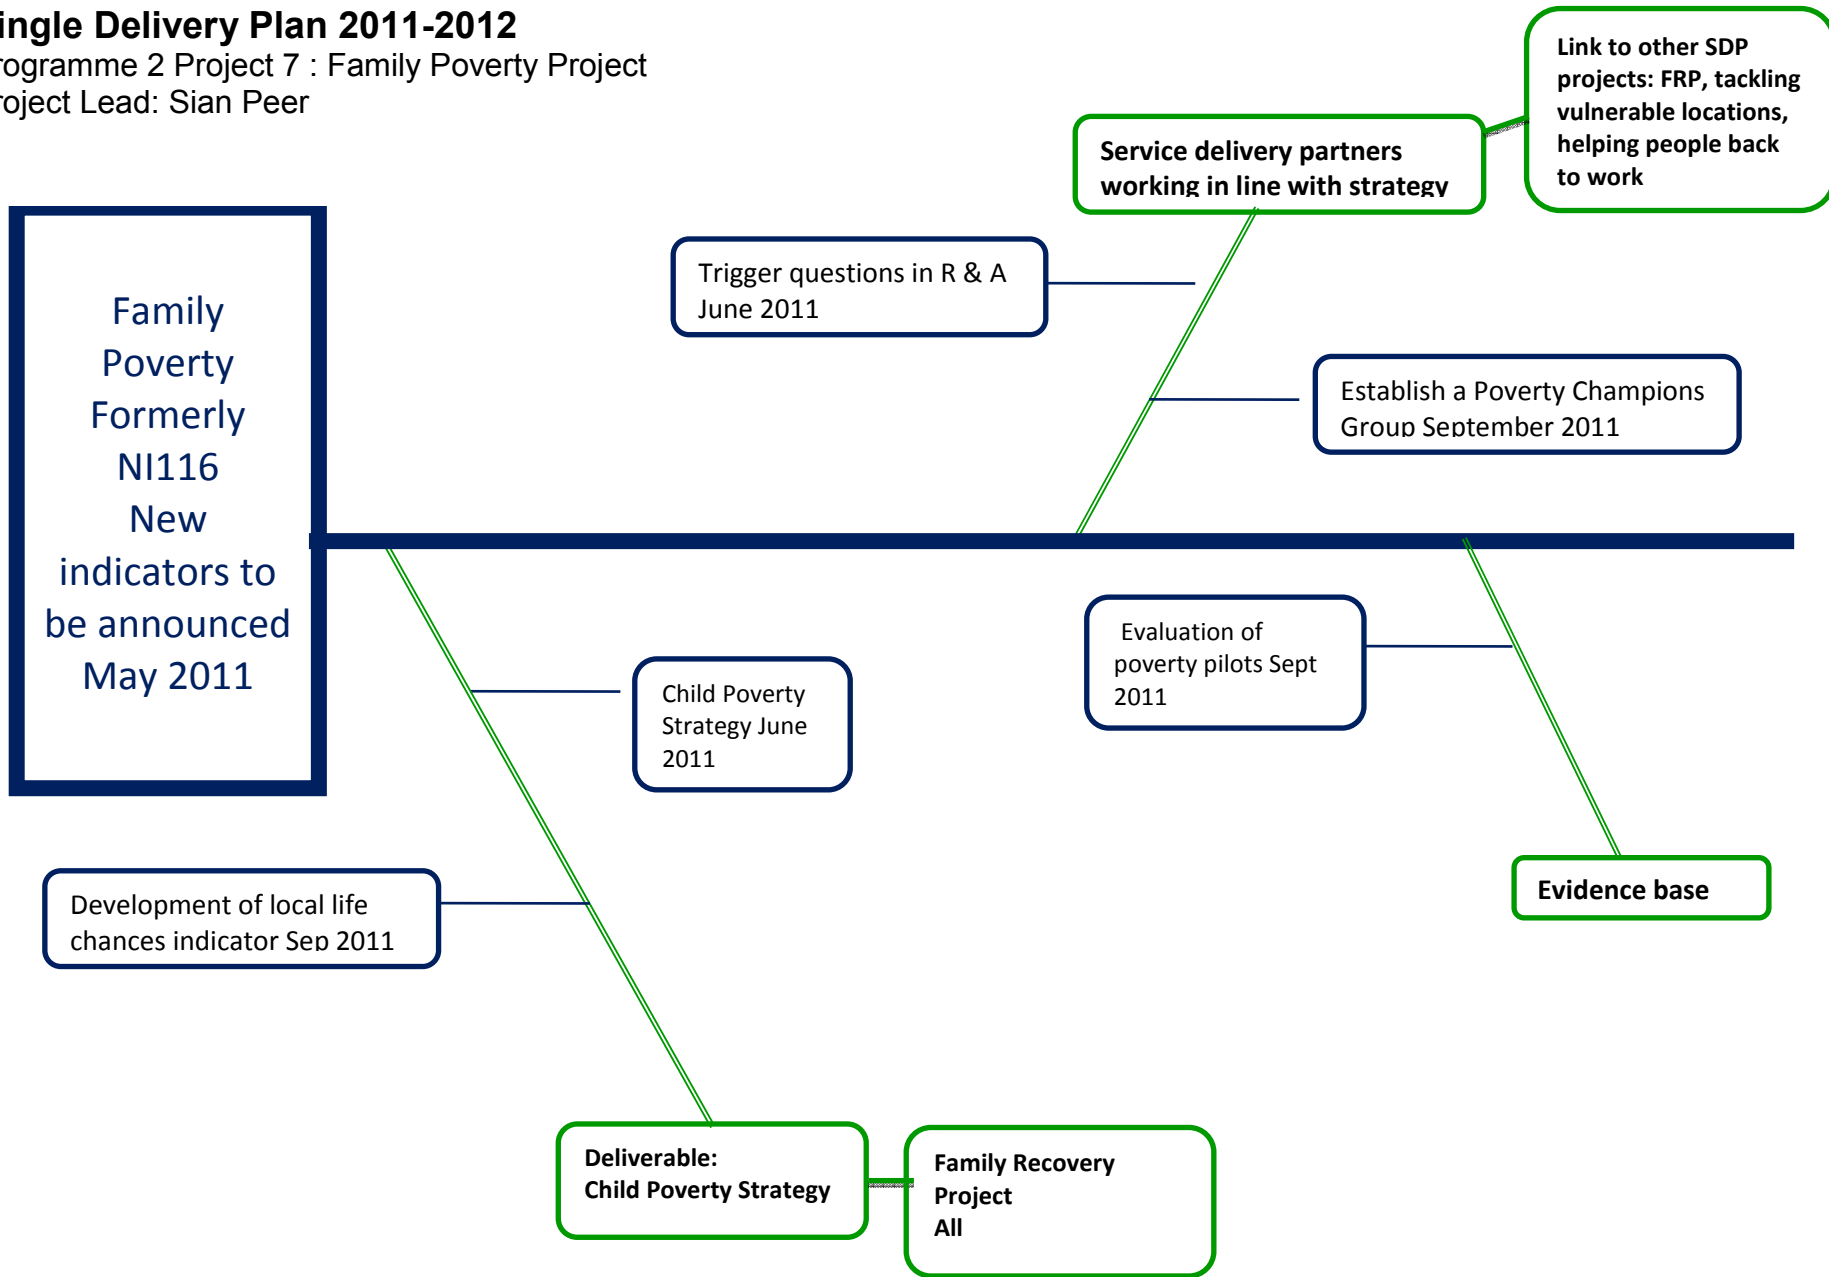 ingle Delivery Plan 2011-2012
rogramme 2 Project 7 : Family Poverty Project
roject Lead: Sian Peer
Link to other SDP
projects: FRP, tackling
vulnerable locations,
helping people back
to work
Service delivery partners
working in line with strategy
Trigger questions in R & A
June 2011
Family
Poverty
Formerly
NI116
New
indicators to
be announced
May 2011
Establish a Poverty Champions
Group September 2011
Evaluation of
poverty pilots Sept
2011
Child Poverty
Strategy June
2011
Development of local life
chances indicator Sep 2011
Evidence base
Deliverable:
Child Poverty Strategy
Family Recovery
Project
All